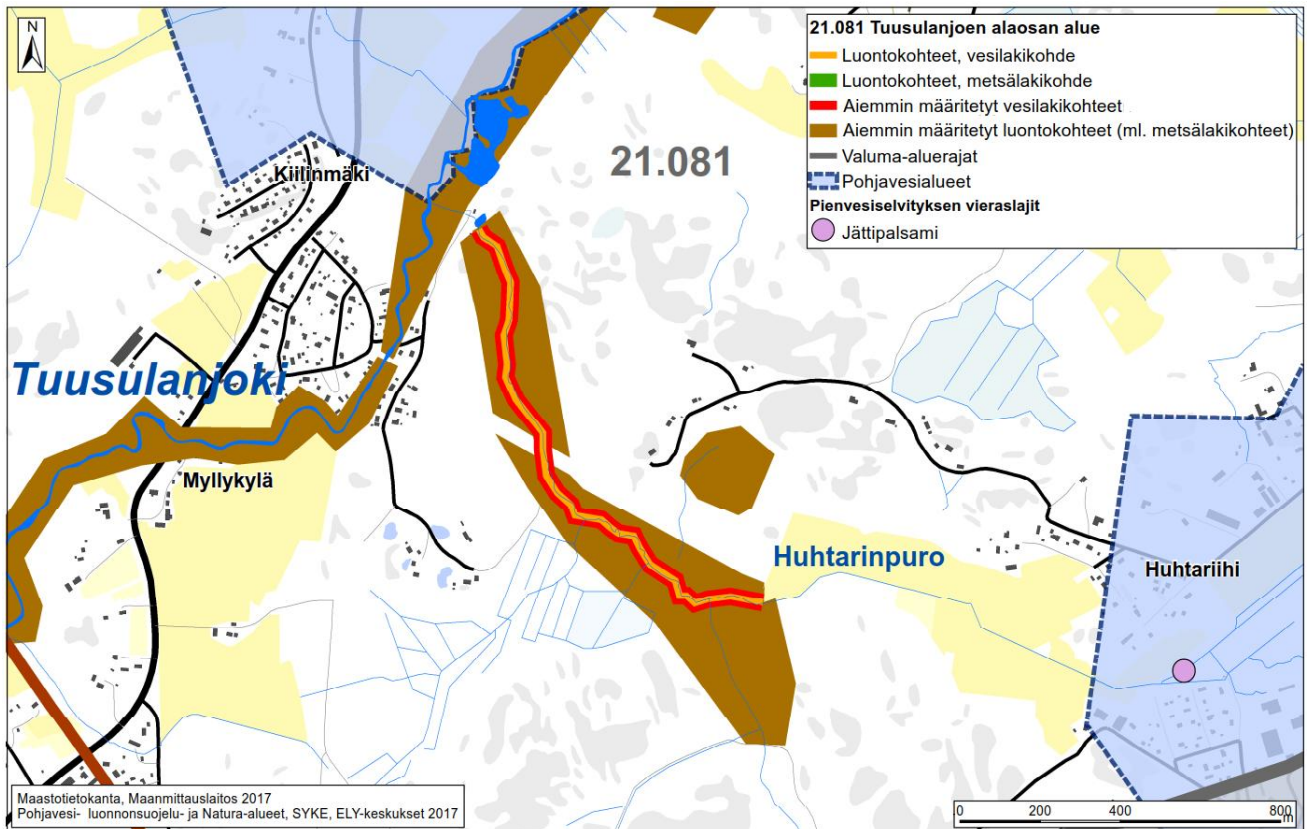 N
21.081 Tuusulanjoen alaosan alue
Luontokohteet, vesilakikohde
Luontokohteet, metsälakikohde
Aiemmin määritetyt vesilakikohteet
Aiemmin määritetyt luontokohteet (ml. metsälakikohteet)
Valuma-aluerajat
Pohjavesialueet
Pienvesiselvityksen vieraslajit
Jättipalsami
21.081
Kiilinmäki
Tuusulanjoki
Myllykylä
Huhtarinpuro
Huhtariihi
Maastotietokanta, Maanmittauslaitos 2017
Pohjavesi- luonnonsuojelu- ja Natura-alueet, SYKE, ELY-keskukset 2017
0 200 400 800
m